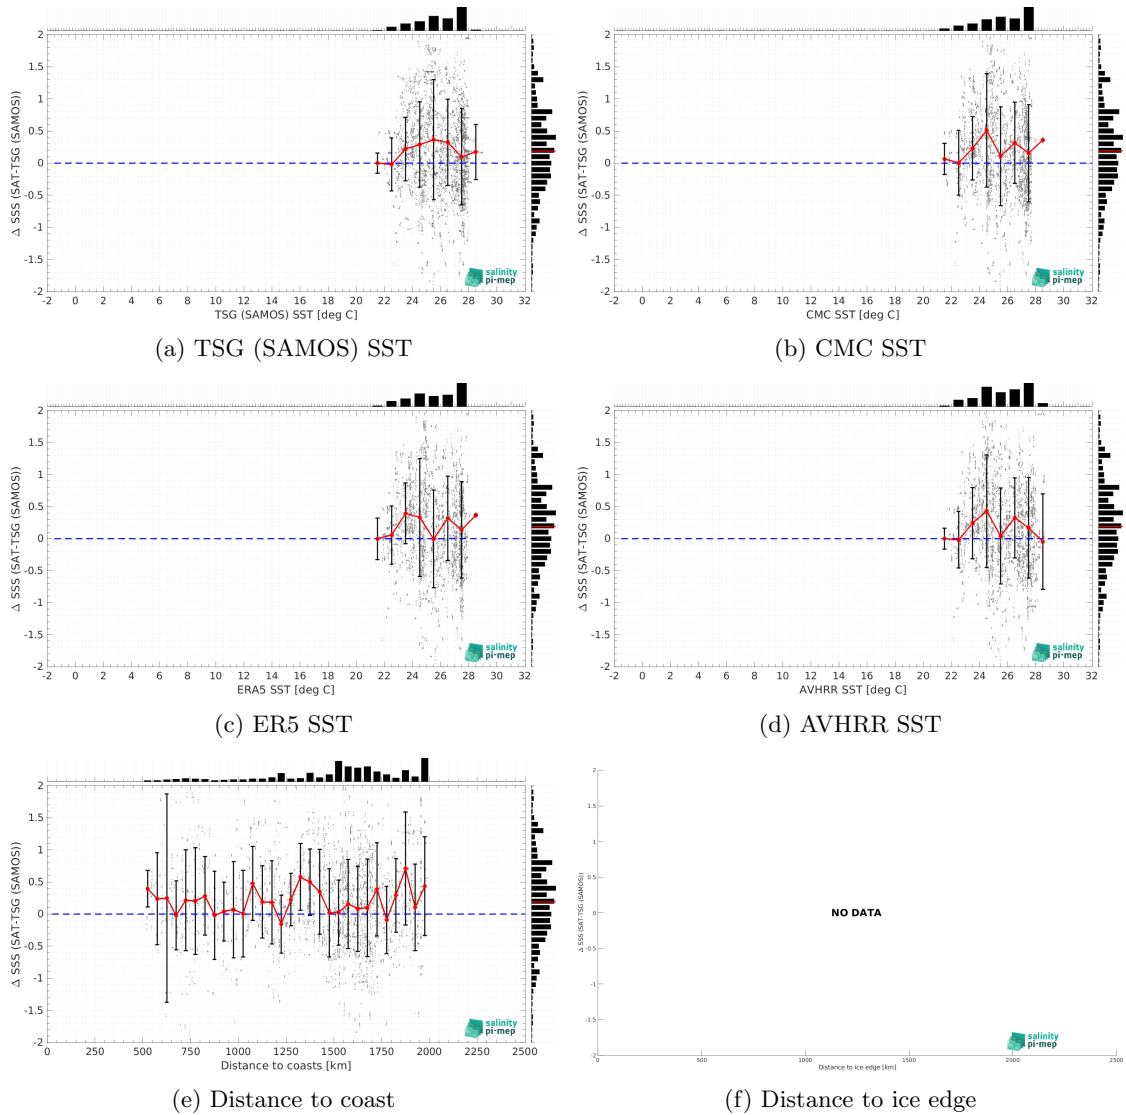 2
1.5
1
0.5
0
-0.5
-1
-1.5
-2
Δ SSS (SAT-TSG (SAMOS))
-2 0 2 4 6 8 10 12 14 16 18 20 22 24 26 28 30 32
TSG (SAMOS) SST [deg C]
salinity
pi-mep
(a) TSG (SAMOS) SST
2
1.5
1
0.5
0
-0.5
-1
-1.5
-2
Δ SSS (SAT-TSG (SAMOS))
-2 0 2 4 6 8 10 12 14 16 18 20 22 24 26 28 30 32
CMC SST [deg C]
salinity
pi-mep
(b) CMC SST
2
1.5
1
0.5
0
-0.5
-1
-1.5
-2
Δ SSS (SAT-TSG (SAMOS))
-2 0 2 4 6 8 10 12 14 16 18 20 22 24 26 28 30 32
ERA5 SST [deg C]
salinity
pi-mep
(c) ER5 SST
2
1.5
1
0.5
0
-0.5
-1
-1.5
-2
Δ SSS (SAT-TSG (SAMOS))
-2 0 2 4 6 8 10 12 14 16 18 20 22 24 26 28 30 32
AVHRR SST [deg C]
salinity
pi-mep
(d) AVHRR SST
2
1.5
1
0.5
0
-0.5
-1
-1.5
-2
Δ SSS (SAT-TSG (SAMOS))
0 250 500 750 1000 1250 1500 1750 2000 2250 2500
Distance to coasts [km]
salinity
pi-mep
(e) Distance to coast
2
1.5
1
0.5
0
-0.5
-1
-1.5
-2
Δ SSS (SAT-TSG (SAMOS))
NO DATA
0 500 1000 1500 2000 2500
Distance to ice edge [km]
salinity
pi-mep
(f) Distance to ice edge